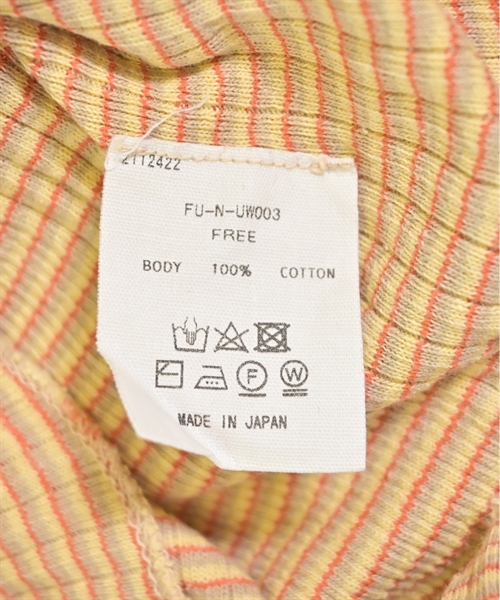 2112422
FU-N-UW003
FREE
BODY 100% COTTON
F W
MADE IN JAPAN